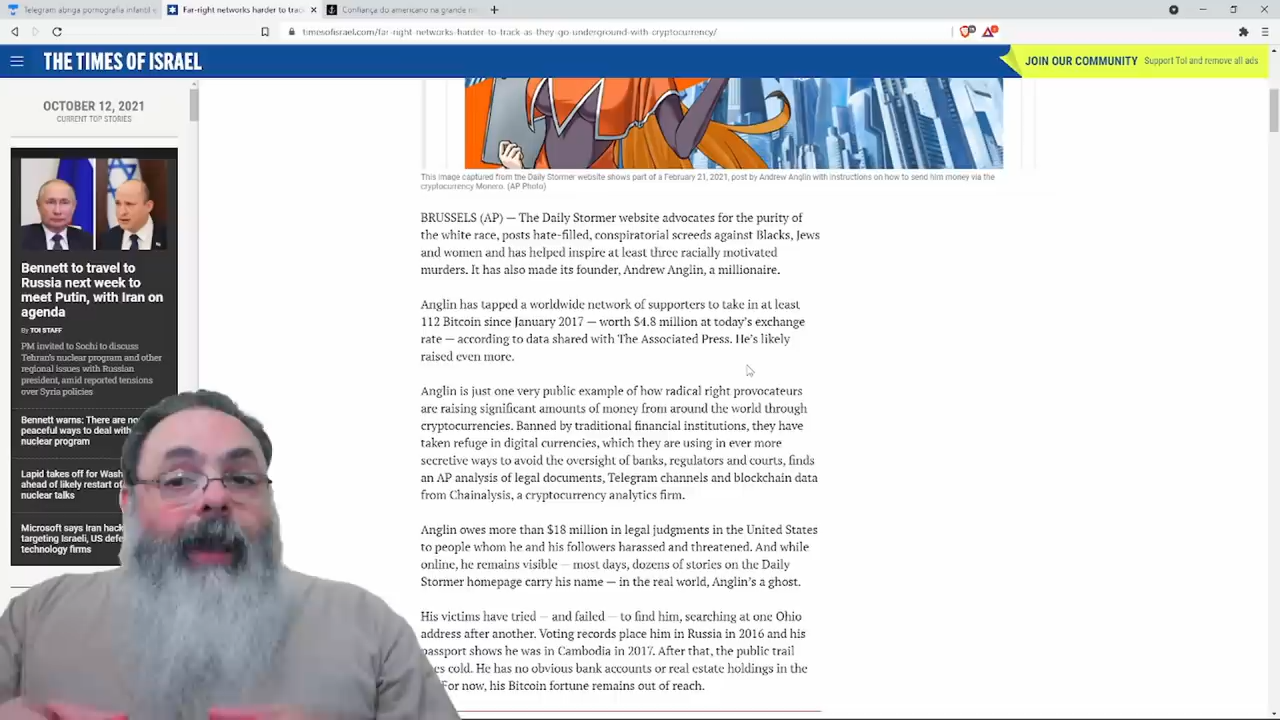 Telegram abriga pornografia infantil e
Far-right networks harder to track
Confiança do americano na grande m
timesofisrael.com/far-right-networks-harder-to-track-as-they-go-underground-with-cryptocurrency/
THE TIMES OF ISRAEL
JOIN OUR COMMUNITY Support ToI and remove all ads
OCTOBER 12, 2021
CURRENT TOP STORIES
Bennett to travel to
Russia next week to
meet Putin, with Iran on
agenda
By TOI STAFF
PM invited to Sochi to discuss
Tehran's nuclear program and other
regional issues with Russian
president, amid reported tensions
over Syria policies
Bennett warns: There are no
peaceful ways to deal with
nuclear program
Lapid takes off for Wash
ahead of likely restart of
nuclear talks
Microsoft says Iran hack
targeting Israel, US defe
technology firms
This image captured from the Daily Stormer website shows part of a February 21, 2021, post by Andrew Anglin with instructions on how to send him money via the
cryptocurrency Monero. (AP Photo)
BRUSSELS (AP) — The Daily Stormer website advocates for the purity of
the white race, posts hate-filled, conspiratorial screeds against Blacks, Jews
and women and has helped inspire at least three racially motivated
murders. It has also made its founder, Andrew Anglin, a millionaire.
Anglin has tapped a worldwide network of supporters to take in at least
112 Bitcoin since January 2017 — worth $4.8 million at today's exchange
rate — according to data shared with The Associated Press. He's likely
raised even more.
Anglin is just one very public example of how radical right provocateurs
are raising significant amounts of money from around the world through
cryptocurrencies. Banned by traditional financial institutions, they have
taken refuge in digital currencies, which they are using in ever more
secretive ways to avoid the oversight of banks, regulators and courts, finds
an AP analysis of legal documents, Telegram channels and blockchain data
from Chainalysis, a cryptocurrency analytics firm.
Anglin owes more than $18 million in legal judgments in the United States
to people whom he and his followers harassed and threatened. And while
online, he remains visible — most days, dozens of stories on the Daily
Stormer homepage carry his name — in the real world, Anglin's a ghost.
His victims have tried — and failed — to find him, searching at one Ohio
address after another. Voting records place him in Russia in 2016 and his
passport shows he was in Cambodia in 2017. After that, the public trail
es cold. He has no obvious bank accounts or real estate holdings in the
For now, his Bitcoin fortune remains out of reach.